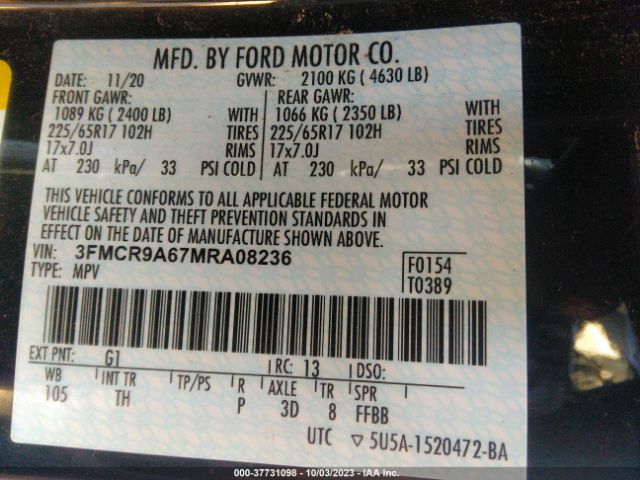 MFD. BY FORD MOTOR CO.
DATE: 11/20 GVWR: 2100 KG ( 4630 LB)
FRONT GAWR: REAR GAWR:
1089 KG ( 2400 LB) WITH 1066 KG ( 2350 LB) WITH
225/65R17 102H TIRES 225/65R17 102H TIRES
17x7.0J RIMS 17x7.0J RIMS
AT 230 kPa/ 33 PSI COLD AT 230 kPa/ 33 PSI COLD
THIS VEHICLE CONFORMS TO ALL APPLICABLE FEDERAL MOTOR
VEHICLE SAFETY AND THEFT PREVENTION STANDARDS IN
EFFECT ON THE DATE OF MANUFACTURE SHOWN ABOVE.
VIN: 3FMCR9A67MRA08236 F0154
TYPE: MPV T0389
EXT PNT: G1 RC: 13 DSO:
WB INT TR TP/PS R AXLE TR SPR
105 TH P 3D 8 FFBB
UTC ▽ 5U5A-1520472-BA
000-37731098 - 10/03/2023 - IAA Inc.